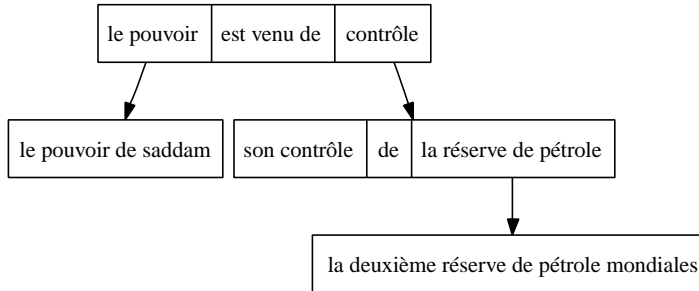 le pouvoir est venu de contrôle
le pouvoir de saddam
son contrôle de la réserve de pétrole
la deuxième réserve de pétrole mondiales